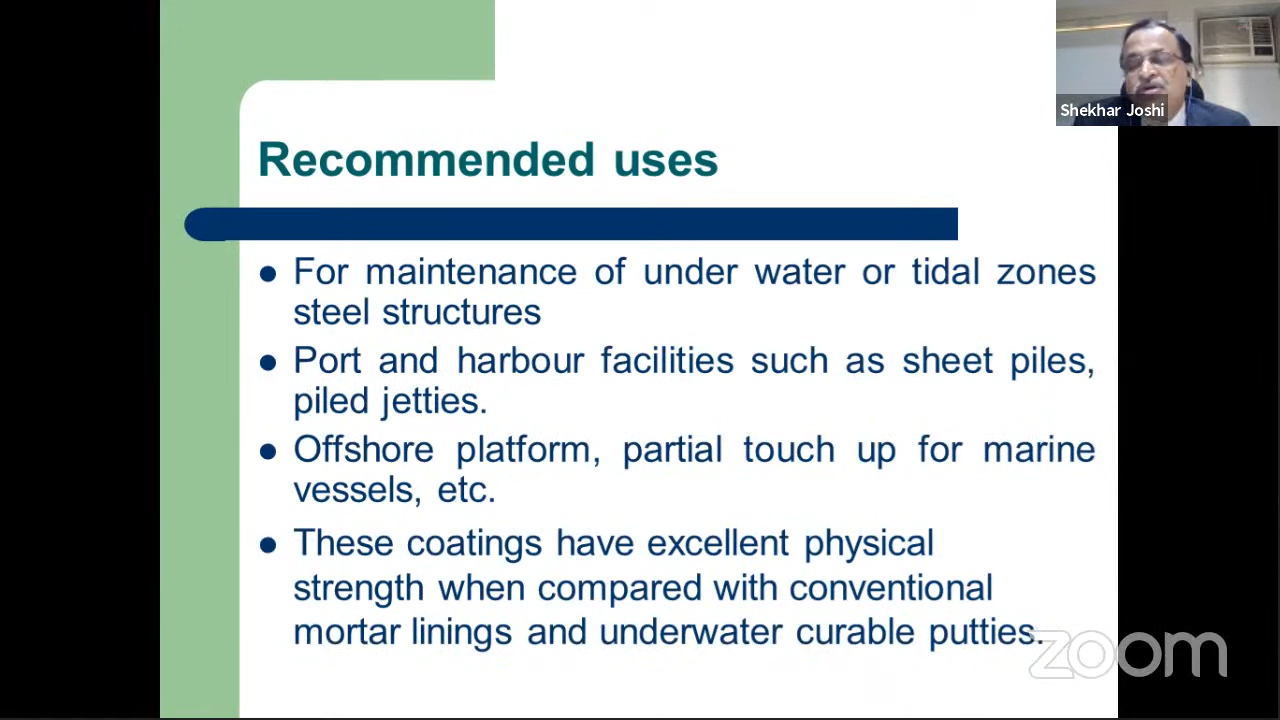 Shekhar Joshi
Recommended uses
For maintenance of under water or tidal zones
steel structures
Port and harbour facilities such as sheet piles,
piled jetties.
Offshore platform, partial touch up for marine
vessels, etc.
These coatings have excellent physical
strength when compared with conventional
mortar linings and underwater curable putties.
zoom